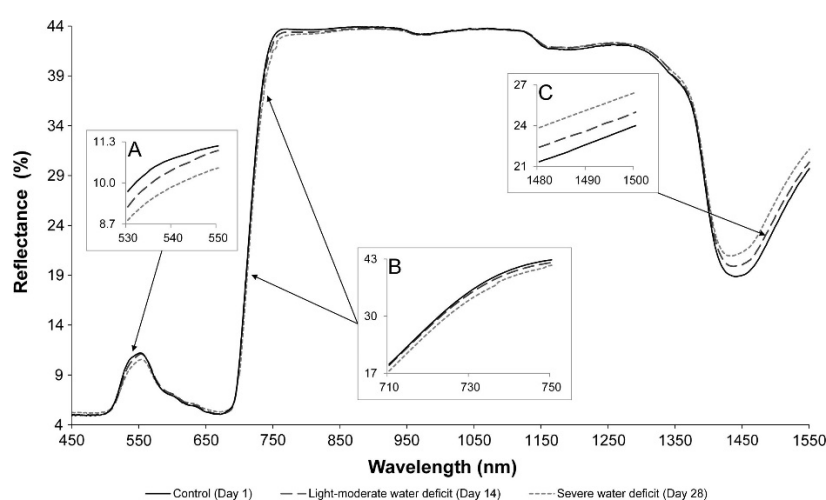 Reflectance (%)
44
39
34
29
24
19
14
9
4
A
11.3
10.0
8.7
530 540 550
B
43
30
17
710 730 750
C
27
24
21
1480 1490 1500
450 550 650 750 850 950 1050 1150 1250 1350 1450 1550
Wavelength (nm)
Control (Day 1) Light-moderate water deficit (Day 14) Severe water deficit (Day 28)